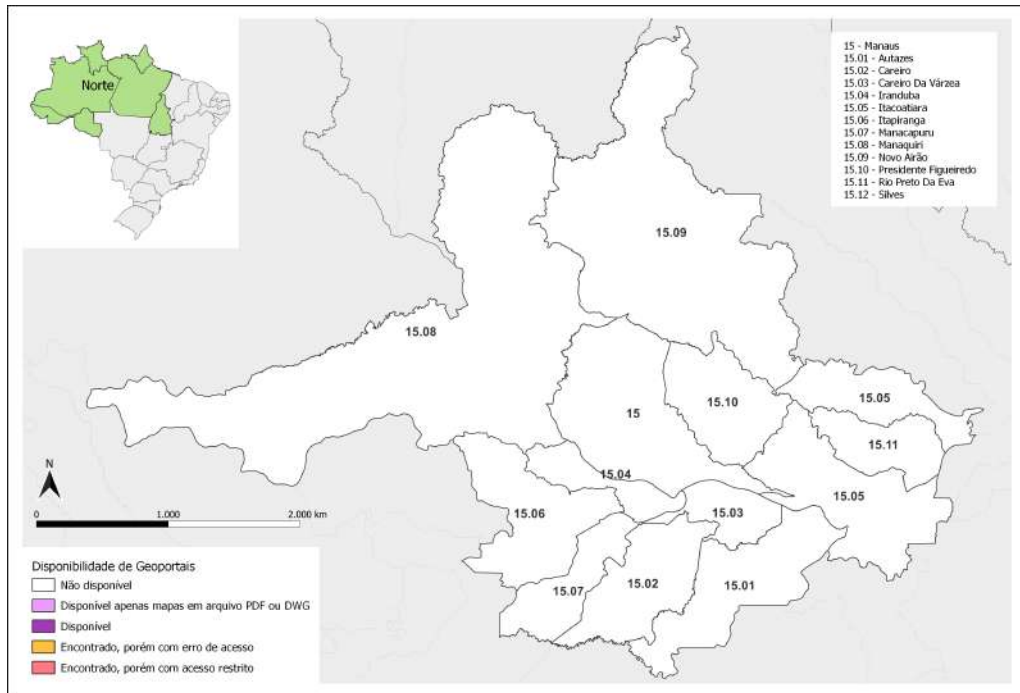 Norte
15 - Manaus
15.01 - Autazes
15.02 - Careiro
15.03 - Careiro Da Várzea
15.04 - Iranduba
15.05 - Itacoatiara
15.06 - Itapiranga
15.07 - Manacapuru
15.08 - Manaquiri
15.09 - Novo Airão
15.10 - Presidente Figueiredo
15.11 - Rio Preto Da Eva
15.12 - Silves
15.09
15.08
15.05
15.10
15
15.11
15.04
15.05
15.06
15.03
15.07
15.02
15.01
N
0 1.000 2.000 km
Disponibilidade de Geoportais
Não disponível
Disponível apenas mapas em arquivo PDF ou DWG
Disponível
Encontrado, porém com erro de acesso
Encontrado, porém com acesso restrito